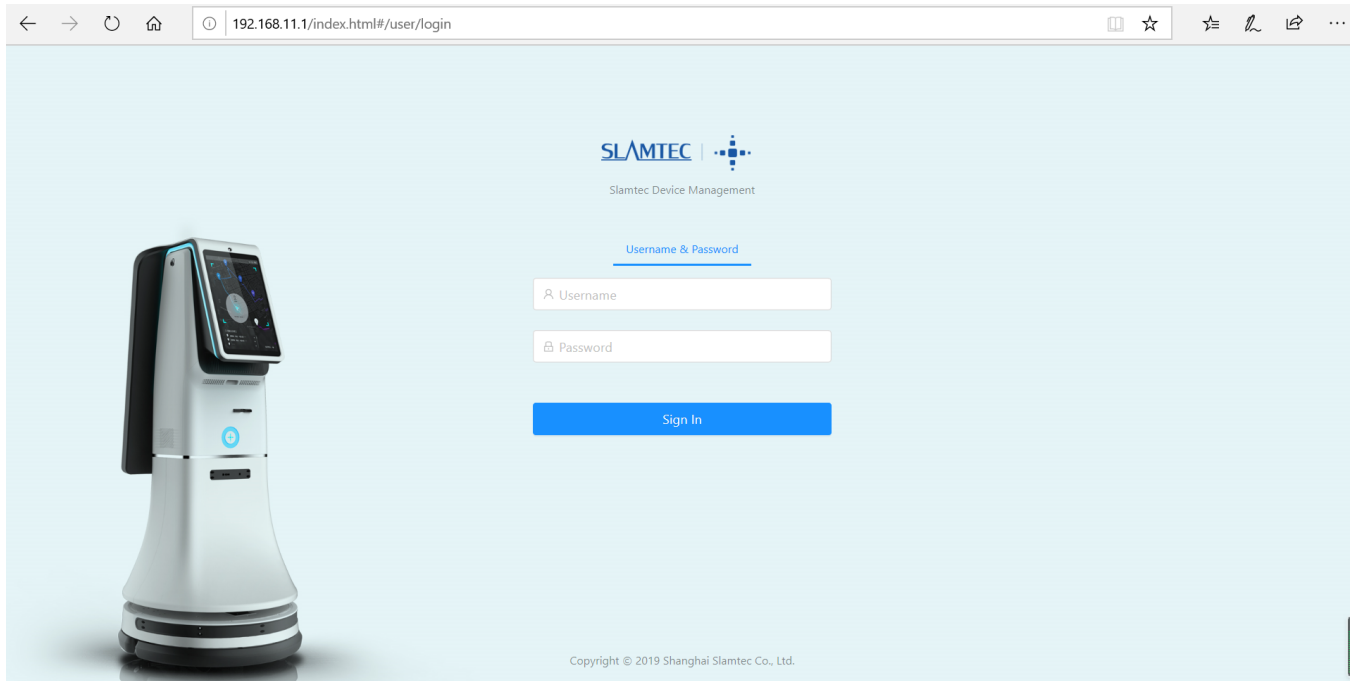 192.168.11.1/index.html#/user/login
SLAMTEC
Slamtec Device Management
Username & Password
Username
Password
Sign In
Copyright © 2019 Shanghai Slamtec Co., Ltd.